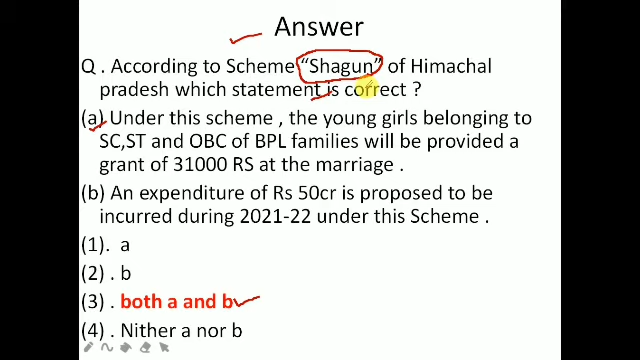 Answer
Q . According to Scheme “Shagun” of Himachal
pradesh which statement is correct ?
(a) Under this scheme , the young girls belonging to
SC,ST and OBC of BPL families will be provided a
grant of 31000 RS at the marriage .
(b) An expenditure of Rs 50cr is proposed to be
incurred during 2021-22 under this Scheme .
(1). a
(2) . b
(3) . both a and b
(4) . Nither a nor b